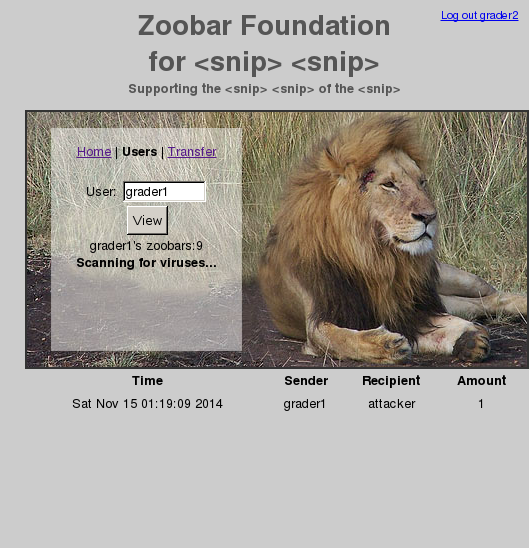 Log out grader2
Zoobar Foundation
for <snip> <snip>
Supporting the <snip> <snip> of the <snip>
Home | Users | Transfer
User: grader1
View
grader1's zoobars:9
Scanning for viruses...
Time Sender Recipient Amount
Sat Nov 15 01:19:09 2014 grader1 attacker 1